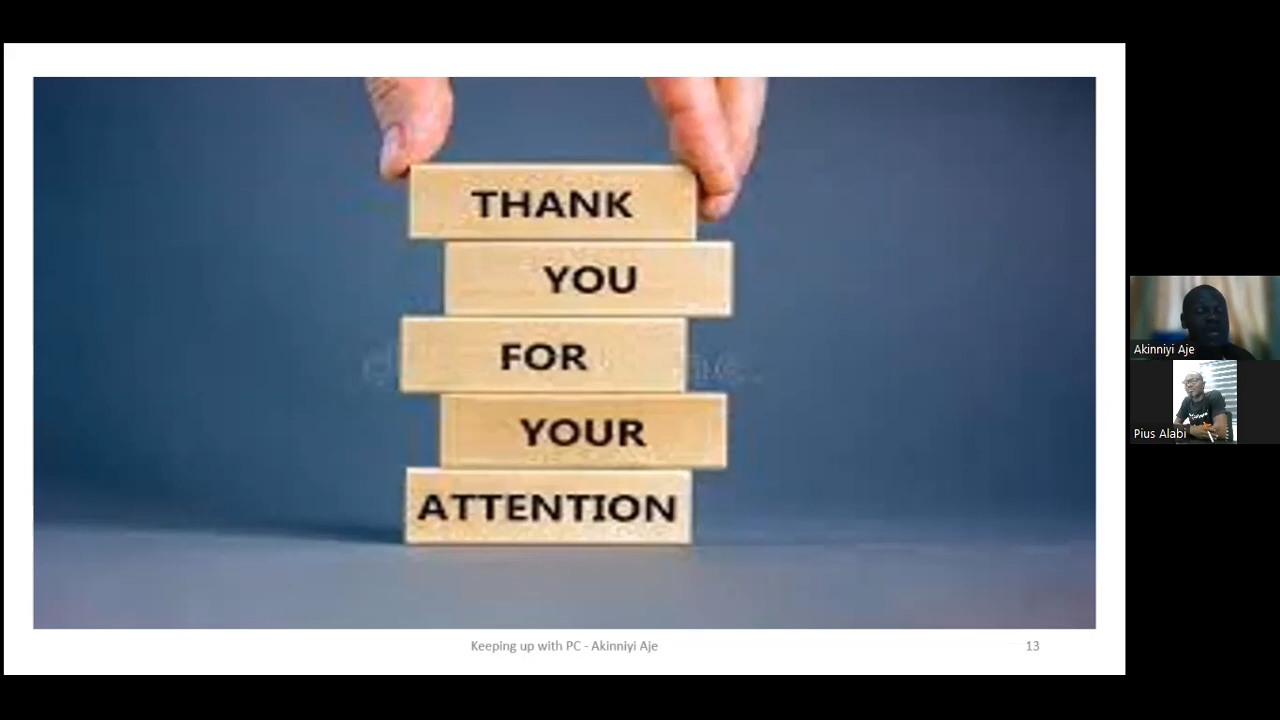 THANK
YOU
FOR
YOUR
ATTENTION
Keeping up with PC - Akinniyi Aje
13
Akinniyi Aje
Pius Alabi